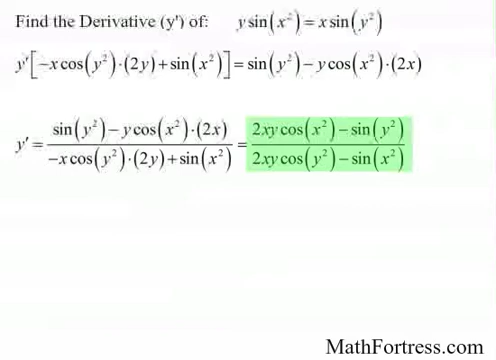 Find the Derivative (y') of: y sin(x²) = x sin(y²)
y'[−x cos(y²)·(2y) + sin(x²)] = sin(y²) − y cos(x²)·(2x)
y' = (sin(y²) − y cos(x²)·(2x)) / (−x cos(y²)·(2y) + sin(x²)) = (2xy cos(x²) − sin(y²)) / (2xy cos(y²) − sin(x²))
MathFortress.com